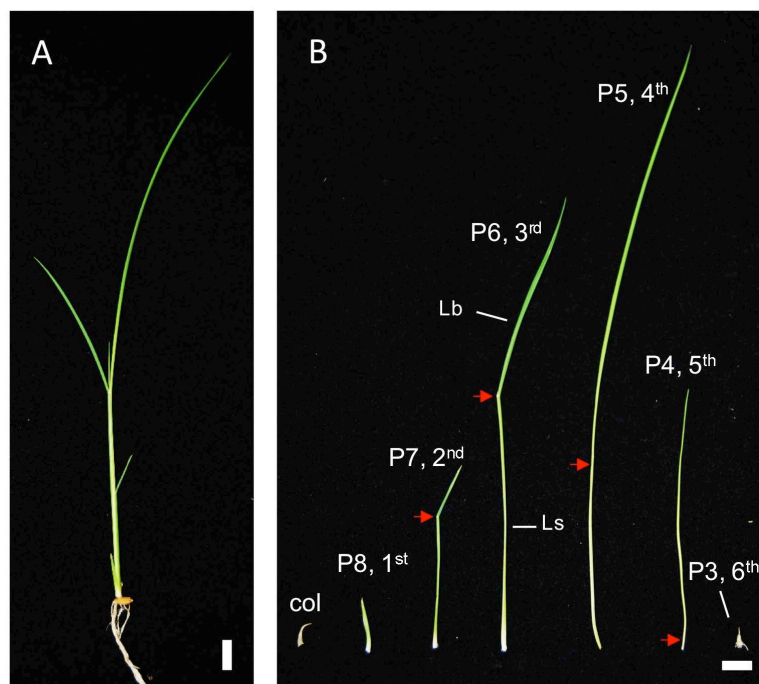 A
B
P5, 4th
P6, 3rd
Lb
P4, 5th
P7, 2nd
Ls
P8, 1st
P3, 6th
col